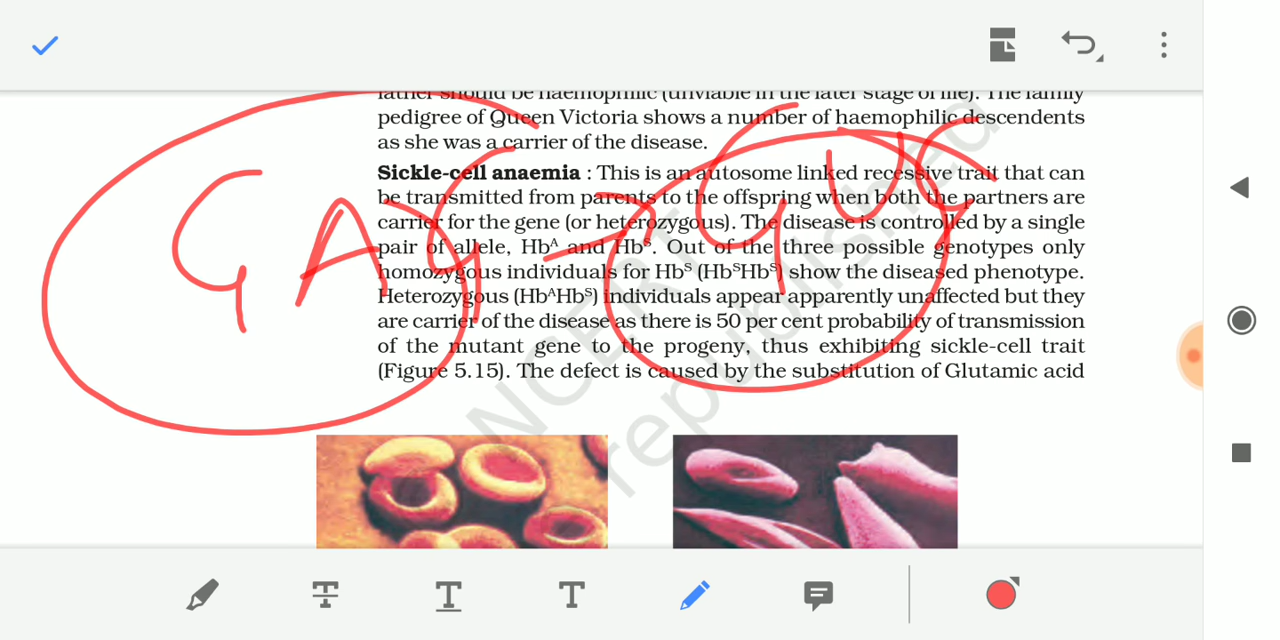 father should be haemophilic (unviable in the later stage of life). The family
pedigree of Queen Victoria shows a number of haemophilic descendents
as she was a carrier of the disease.
Sickle-cell anaemia : This is an autosome linked recessive trait that can
be transmitted from parents to the offspring when both the partners are
carrier for the gene (or heterozygous). The disease is controlled by a single
pair of allele, Hbᴬ and Hbˢ. Out of the three possible genotypes only
homozygous individuals for Hbˢ (HbˢHbˢ) show the diseased phenotype.
Heterozygous (HbᴬHbˢ) individuals appear apparently unaffected but they
are carrier of the disease as there is 50 per cent probability of transmission
of the mutant gene to the progeny, thus exhibiting sickle-cell trait
(Figure 5.15). The defect is caused by the substitution of Glutamic acid
GAG → GUG
NCERT
republished
T
T
T